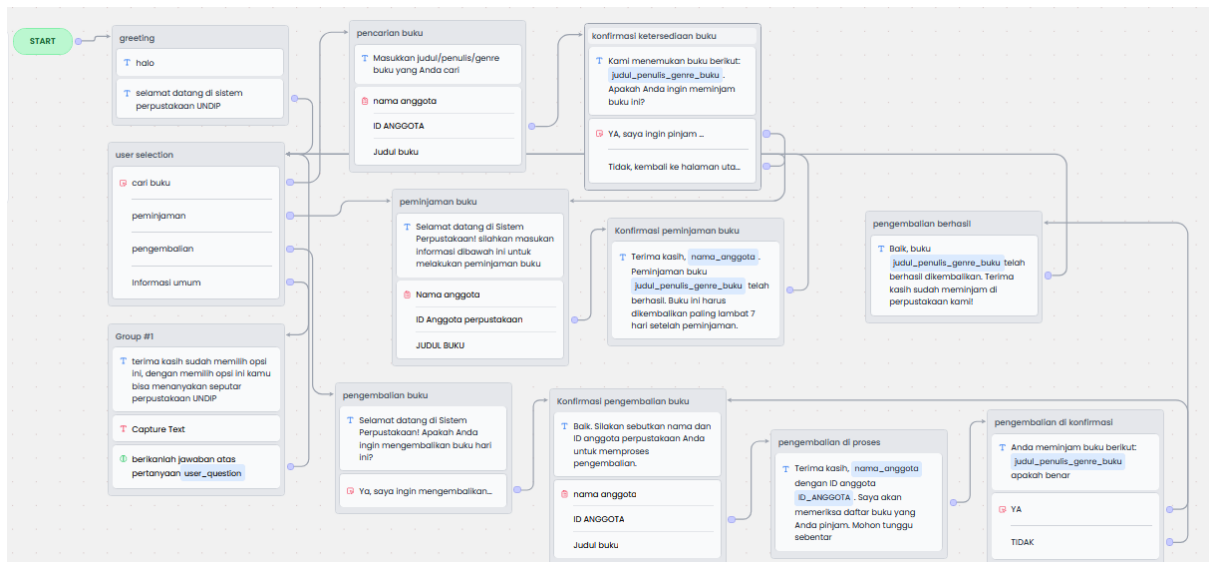 START
greeting
halo
selamat datang di sistem
perpustakaan UNDIP
user selection
cari buku
peminjaman
pengembalian
Informasi umum
Group #1
terima kasih sudah memilih opsi
ini, dengan memilih opsi ini kamu
bisa menanyakan seputar
perpustakaan UNDIP
Capture Text
berikanlah jawaban atas
pertanyaan user_question
pencarian buku
Masukkan judul/penulis/genre
buku yang Anda cari
nama anggota
ID ANGGOTA
Judul buku
konfirmasi ketersediaan buku
Kami menemukan buku berikut:
judul_penulis_genre_buku .
Apakah Anda ingin meminjam
buku ini?
YA, saya ingin pinjam ...
Tidak, kembali ke halaman uta...
peminjaman buku
Selamat datang di Sistem
Perpustakaan! silahkan masukan
informasi dibawah ini untuk
melakukan peminjaman buku
Nama anggota
ID Anggota perpustakaan
JUDUL BUKU
Konfirmasi peminjaman buku
Terima kasih, nama_anggota .
Peminjaman buku
judul_penulis_genre_buku telah
berhasil. Buku ini harus
dikembalikan paling lambat 7
hari setelah peminjaman.
pengembalian berhasil
Baik, buku
judul_penulis_genre_buku telah
berhasil dikembalikan. Terima
kasih sudah meminjam di
perpustakaan kami!
pengembalian buku
Selamat datang di Sistem
Perpustakaan! Apakah Anda
ingin mengembalikan buku hari
ini?
Ya, saya ingin mengembalikan...
Konfirmasi pengembalian buku
Baik. Silakan sebutkan nama dan
ID anggota perpustakaan Anda
untuk memproses
pengembalian.
nama anggota
ID ANGGOTA
Judul buku
pengembalian di proses
Terima kasih, nama_anggota
dengan ID anggota
ID_ANGGOTA . Saya akan
memeriksa daftar buku yang
Anda pinjam. Mohon tunggu
sebentar
pengembalian di konfirmasi
Anda meminjam buku berikut:
judul_penulis_genre_buku
apakah benar
YA
TIDAK